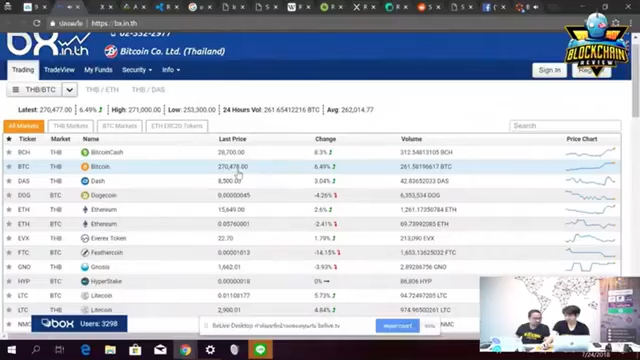 https://bx.in.th
bx.in.th
02-352-2977
Bitcoin Co. Ltd. (Thailand)
BLOCKCHAIN
REVIEW
Trading TradeView My Funds Security Info
Sign In
THB/BTC THB / ETH THB / DAS
Latest: 270,477.00 6.49% High: 271,000.00 Low: 253,300.00 24 Hours Vol: 261.65412216 BTC Avg: 262,014.77
All Markets THB Markets BTC Markets ETH ERC20 Tokens Search
Ticker Market Name Last Price Change Volume Price Chart
BCH THB BitcoinCash 28,700.00 8.3% 312.54813105 BCH
BTC THB Bitcoin 270,478.00 6.49% 261.58196617 BTC
DAS THB Dash 8,500.00 3.04% 42.83652033 DAS
DOG BTC Dogecoin 0.00000045 -4.26% 6,353,534 DOG
ETH THB Ethereum 15,649.00 2.6% 1,261.17350784 ETH
ETH BTC Ethereum 0.05760001 -2.41% 69.73992085 ETH
EVX THB Everex Token 22.70 1.79% 213,090 EVX
FTC BTC Feathercoin 0.00001613 -14.15% 1,653.13625032 FTC
GNO THB Gnosis 1,662.01 -3.93% 2.89286756 GNO
HYP BTC HyperStake 0.00000018 0% 86,806 HYP
LTC BTC Litecoin 0.01108177 5.73% 94.72949205 LTC
LTC THB Litecoin 4.84% 974.96502261 LTC
NMC BTC
box Users: 3298
7/24/2018